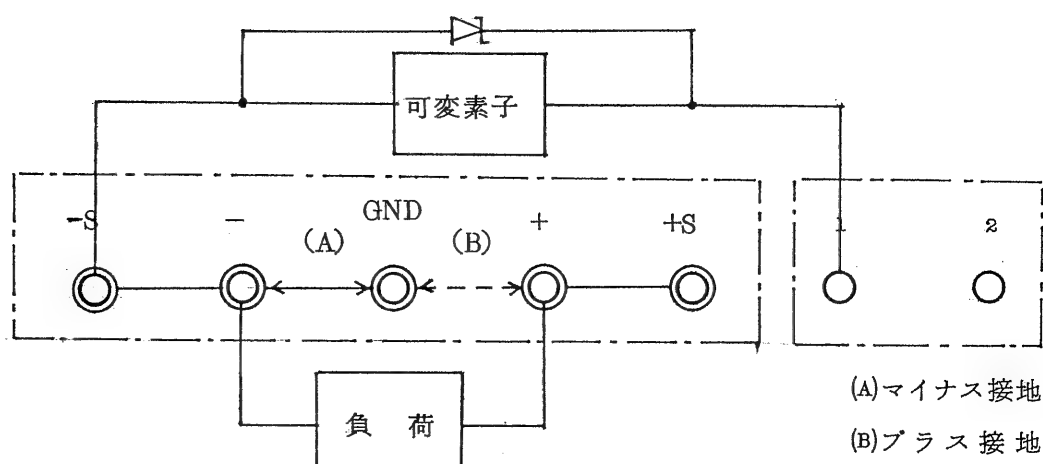 可変素子
-S － GND + +S 1 2
(A) (B)
負荷
(A)マイナス接地
(B)プラス接地